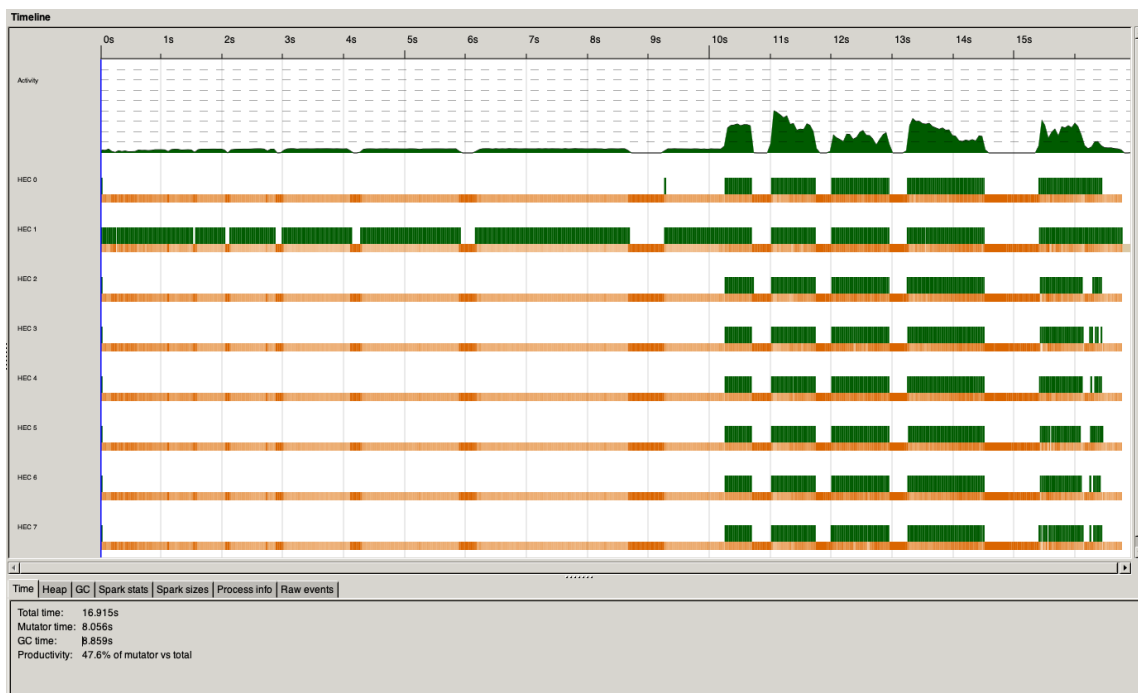 Timeline
0s 1s 2s 3s 4s 5s 6s 7s 8s 9s 10s 11s 12s 13s 14s 15s
Activity
HEC 0
HEC 1
HEC 2
HEC 3
HEC 4
HEC 5
HEC 6
HEC 7
Time Heap GC Spark stats Spark sizes Process info Raw events
Total time: 16.915s
Mutator time: 8.056s
GC time: 8.859s
Productivity: 47.6% of mutator vs total